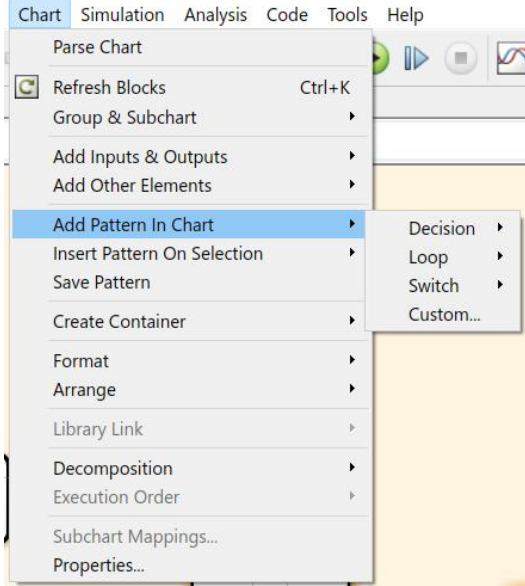 Chart Simulation Analysis Code Tools Help
Parse Chart
Refresh Blocks Ctrl+K
Group & Subchart
Add Inputs & Outputs
Add Other Elements
Add Pattern In Chart
Insert Pattern On Selection
Save Pattern
Create Container
Format
Arrange
Library Link
Decomposition
Execution Order
Subchart Mappings...
Properties...
Decision
Loop
Switch
Custom...